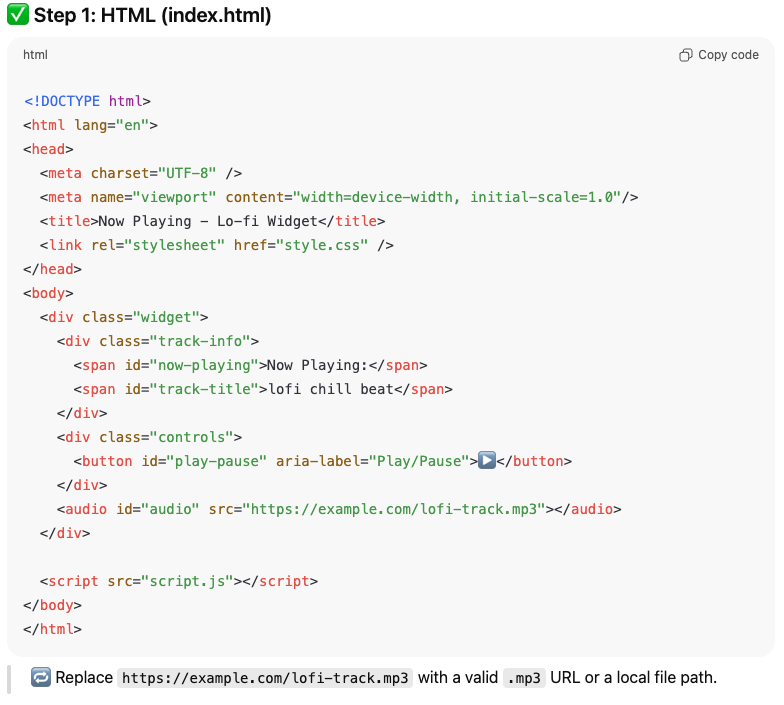 ✅ Step 1: HTML (index.html)
html
Copy code
<!DOCTYPE html>
<html lang="en">
<head>
  <meta charset="UTF-8" />
  <meta name="viewport" content="width=device-width, initial-scale=1.0"/>
  <title>Now Playing – Lo-fi Widget</title>
  <link rel="stylesheet" href="style.css" />
</head>
<body>
  <div class="widget">
    <div class="track-info">
      <span id="now-playing">Now Playing:</span>
      <span id="track-title">lofi chill beat</span>
    </div>
    <div class="controls">
      <button id="play-pause" aria-label="Play/Pause">▶️</button>
    </div>
    <audio id="audio" src="https://example.com/lofi-track.mp3"></audio>
  </div>

  <script src="script.js"></script>
</body>
</html>
🔁 Replace https://example.com/lofi-track.mp3 with a valid .mp3 URL or a local file path.